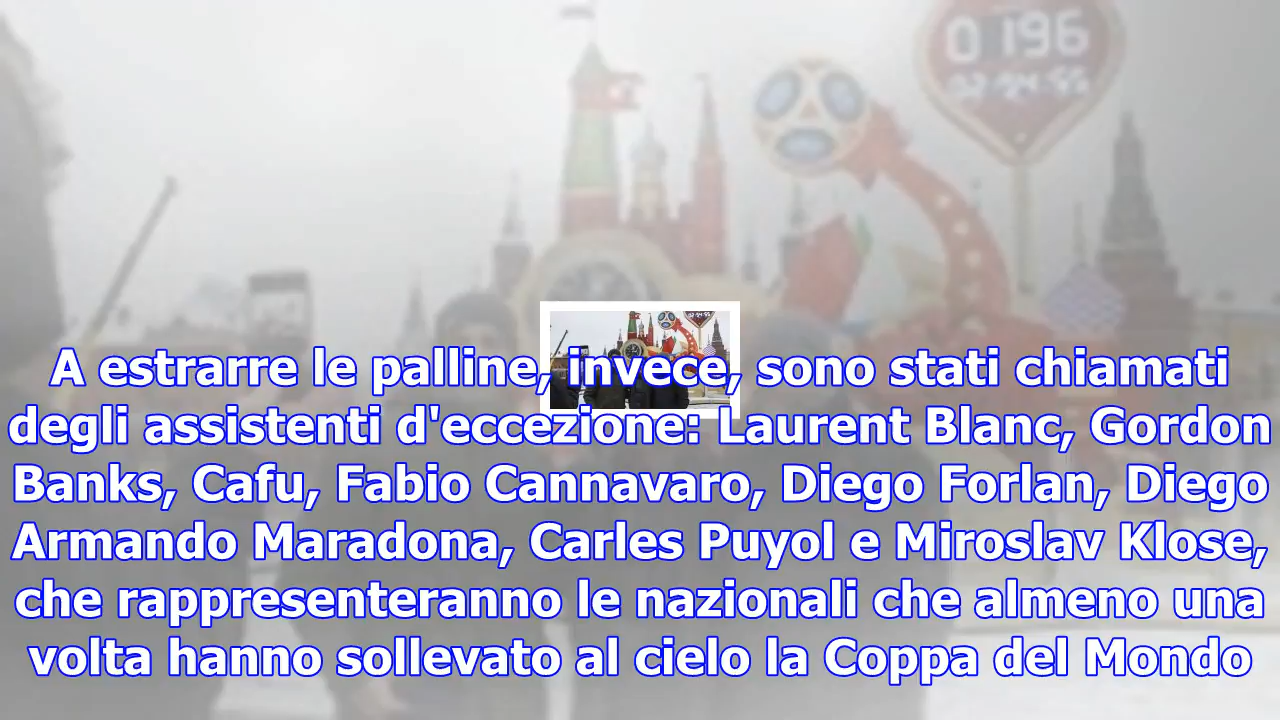 0 196
A estrarre le palline, invece, sono stati chiamati
degli assistenti d'eccezione: Laurent Blanc, Gordon
Banks, Cafu, Fabio Cannavaro, Diego Forlan, Diego
Armando Maradona, Carles Puyol e Miroslav Klose,
che rappresenteranno le nazionali che almeno una
volta hanno sollevato al cielo la Coppa del Mondo